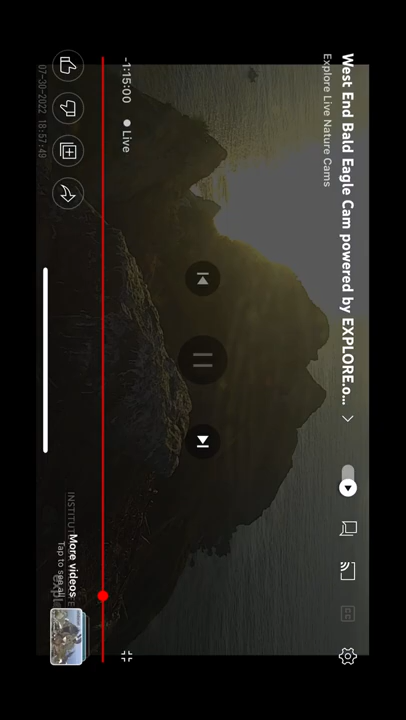 West End Bald Eagle Cam powered by EXPLORE.o...
Explore Live Nature Cams
CC
-1:15:00
Live
More videos
Tap to see all
07-30-2022 18:57:49